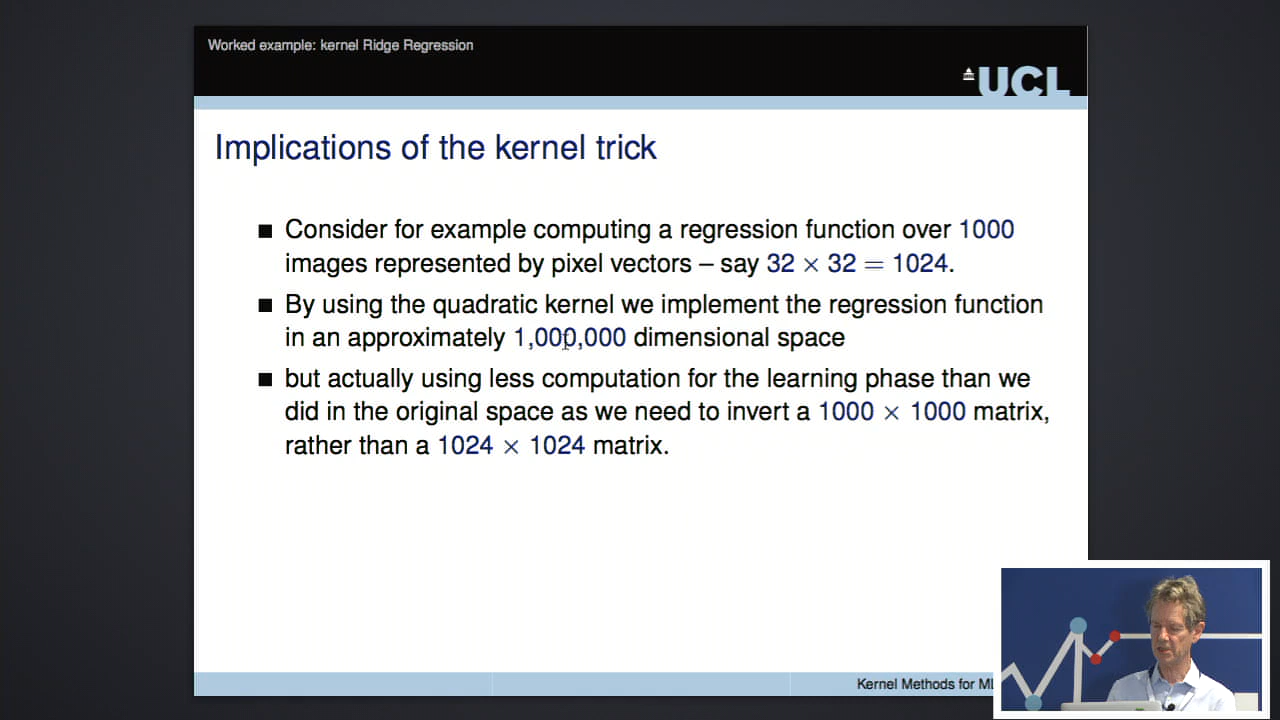 Worked example: kernel Ridge Regression
UCL
Implications of the kernel trick
Consider for example computing a regression function over 1000
images represented by pixel vectors – say 32 × 32 = 1024.
By using the quadratic kernel we implement the regression function
in an approximately 1,000,000 dimensional space
but actually using less computation for the learning phase than we
did in the original space as we need to invert a 1000 × 1000 matrix,
rather than a 1024 × 1024 matrix.
Kernel Methods for ML